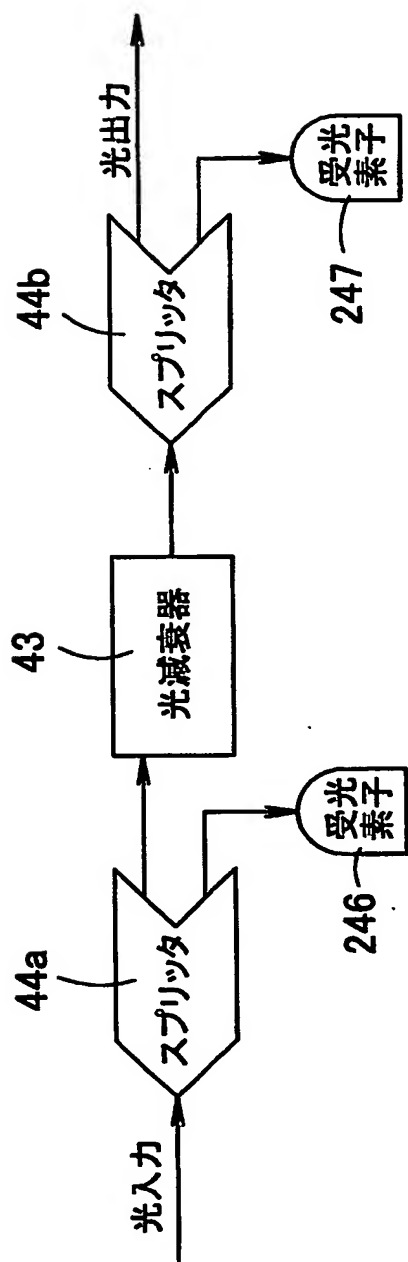 光入力
44a
スプリッタ
受光
素子
246
43
光減衰器
44b
スプリッタ
光出力
受光
素子
247